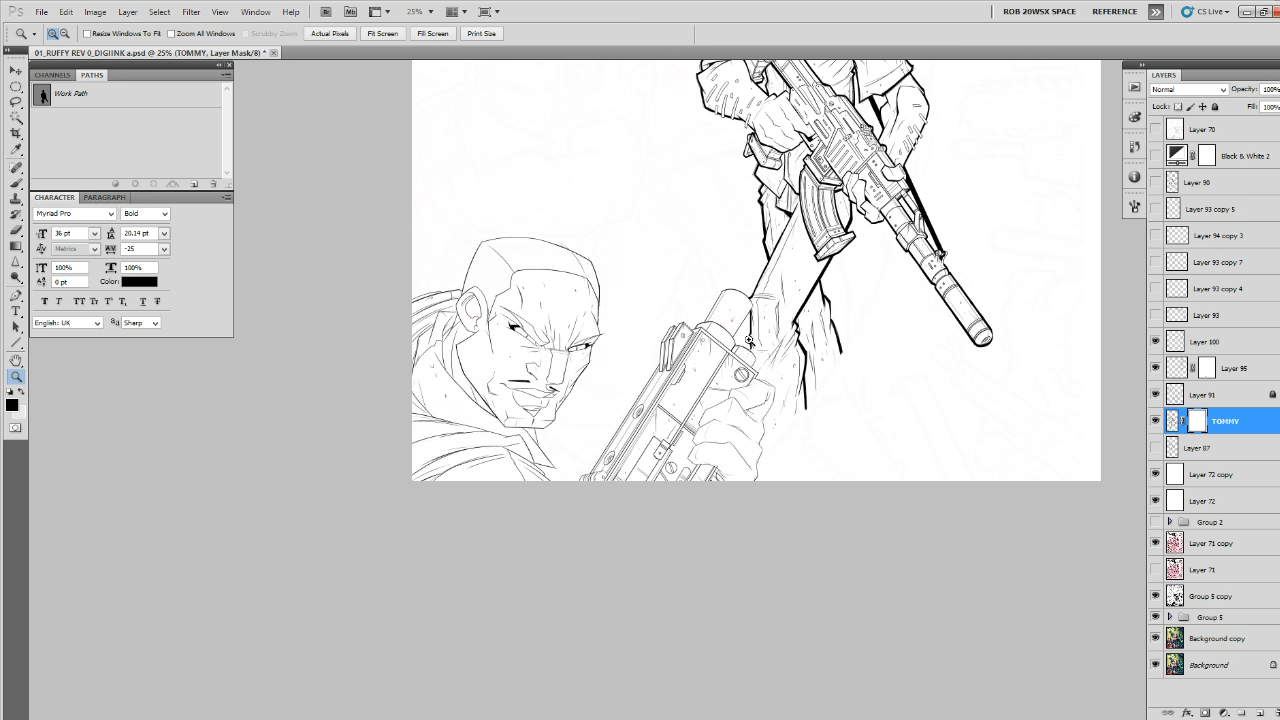 Ps File Edit Image Layer Select Filter View Window Help Br Mb 25% ROB 20WSX SPACE REFERENCE CS Live
Resize Windows To Fit Zoom All Windows Scrubby Zoom Actual Pixels Fit Screen Fill Screen Print Size
01_RUFFY REV 0_DIGIINK a.psd @ 25% (TOMMY, Layer Mask/8) *
CHANNELS PATHS
Work Path
CHARACTER PARAGRAPH
Myriad Pro Bold
36 pt 20.14 pt
Metrics -25
100% 100%
0 pt Color:
English: UK Sharp
LAYERS
Normal Opacity: 100%
Lock: Fill: 100%
Layer 70
Black & White 2
Layer 90
Layer 93 copy 5
Layer 94 copy 3
Layer 93 copy 7
Layer 93 copy 4
Layer 93
Layer 100
Layer 95
Layer 91
TOMMY
Layer 87
Layer 72 copy
Layer 72
Group 2
Layer 71 copy
Layer 71
Group 5 copy
Group 5
Background copy
Background